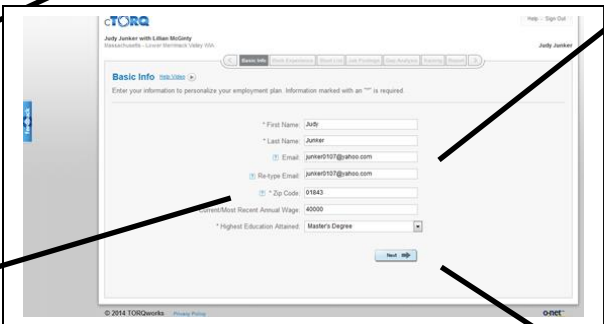 cTORQ
Help - Sign Out
Judy Junker with Lillian McGinty
Massachusetts - Lower Merrimack Valley WIA
Judy Junker
Basic Info Work Experience Short List Job Postings Gap Analysis Training Report
Basic Info Help Video
Enter your information to personalize your employment plan. Information marked with an "*" is required.
* First Name: Judy
* Last Name: Junker
Email: junker0107@yahoo.com
Re-type Email: junker0107@yahoo.com
* Zip Code: 01843
Current/Most Recent Annual Wage: 40000
* Highest Education Attained: Master's Degree
Next
Feedback
© 2014 TORQworks Privacy Policy
o*net